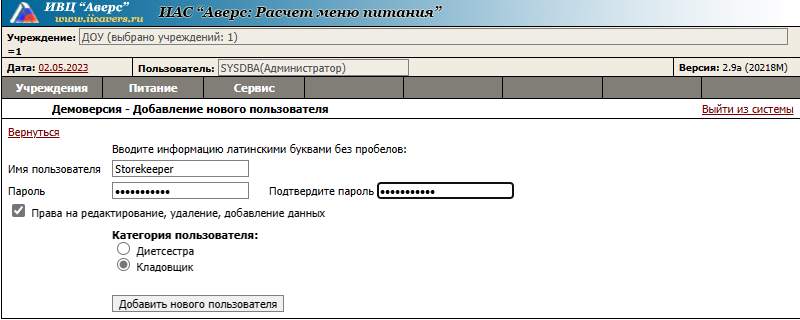 ИВЦ "Аверс"
www.iicavers.ru
ИАС “Аверс: Расчет меню питания”
Учреждение: ДОУ (выбрано учреждений: 1)
=1
Дата: 02.05.2023 Пользователь: SYSDBA(Администратор) Версия: 2.9a (20218M)
Учреждения Питание Сервис
Демоверсия - Добавление нового пользователя Выйти из системы
Вернуться
Вводите информацию латинскими буквами без пробелов:
Имя пользователя Storekeeper
Пароль ••••••••••• Подтвердите пароль •••••••••••
Права на редактирование, удаление, добавление данных
Категория пользователя:
Диетсестра
Кладовщик
Добавить нового пользователя